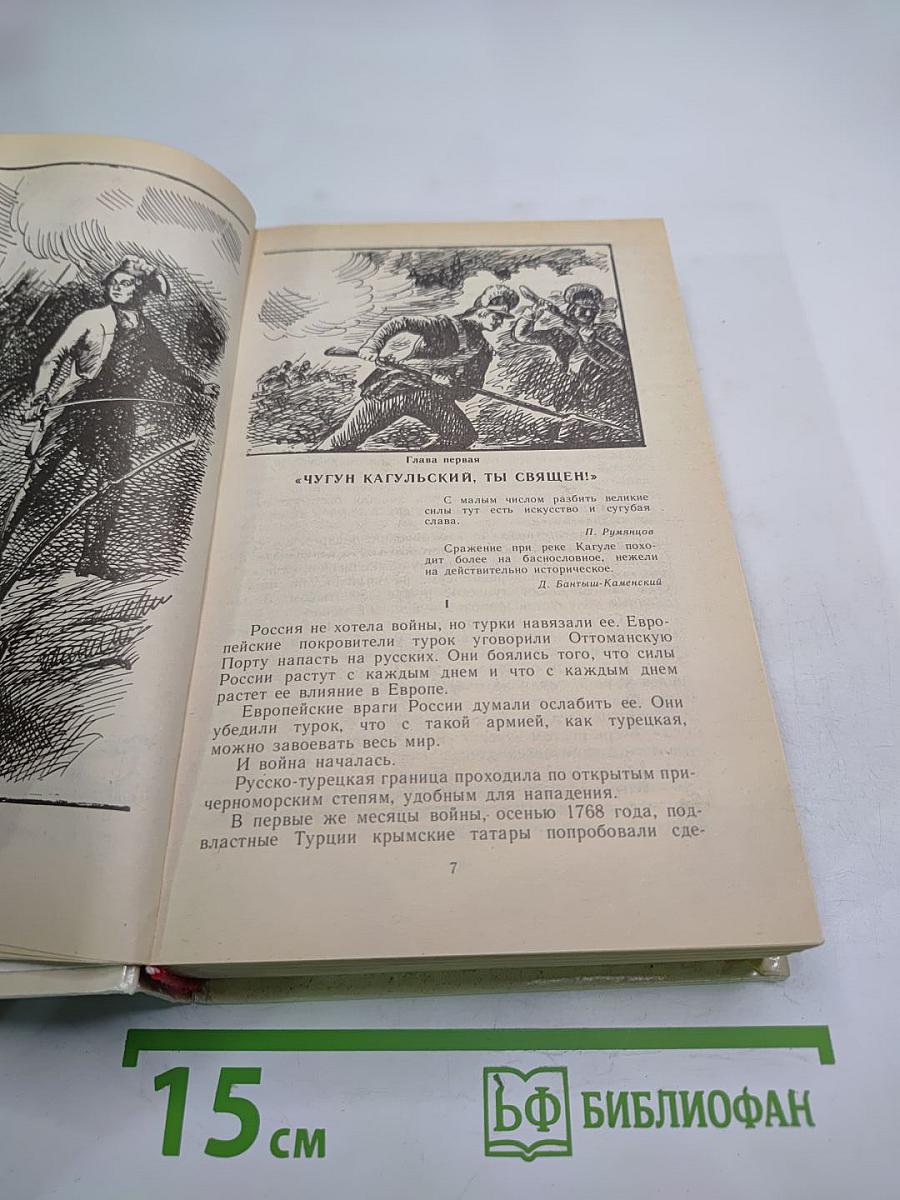 Глава первая
«ЧУГУН КАГУЛЬСКИЙ, ТЫ СВЯЩЕН!»
С малым числом разбить великие
силы тут есть искусство и сугубая
слава.
П. Румянцов
Сражение при реке Кагуле похо-
дит более на баснословное, нежели
на действительно историческое.
Д. Бантыш-Каменский
I
Россия не хотела войны, но турки навязали ее. Евро-
пейские покровители турок уговорили Оттоманскую
Порту напасть на русских. Они боялись того, что силы
России растут с каждым днем и что с каждым днем
растет ее влияние в Европе.
Европейские враги России думали ослабить ее. Они
убедили турок, что с такой армией, как турецкая,
можно завоевать весь мир.
И война началась.
Русско-турецкая граница проходила по открытым при-
черноморским степям, удобным для нападения.
В первые же месяцы войны, осенью 1768 года, под-
властные Турции крымские татары попробовали сде-
7
15 см
БФ БИБЛИОФАН